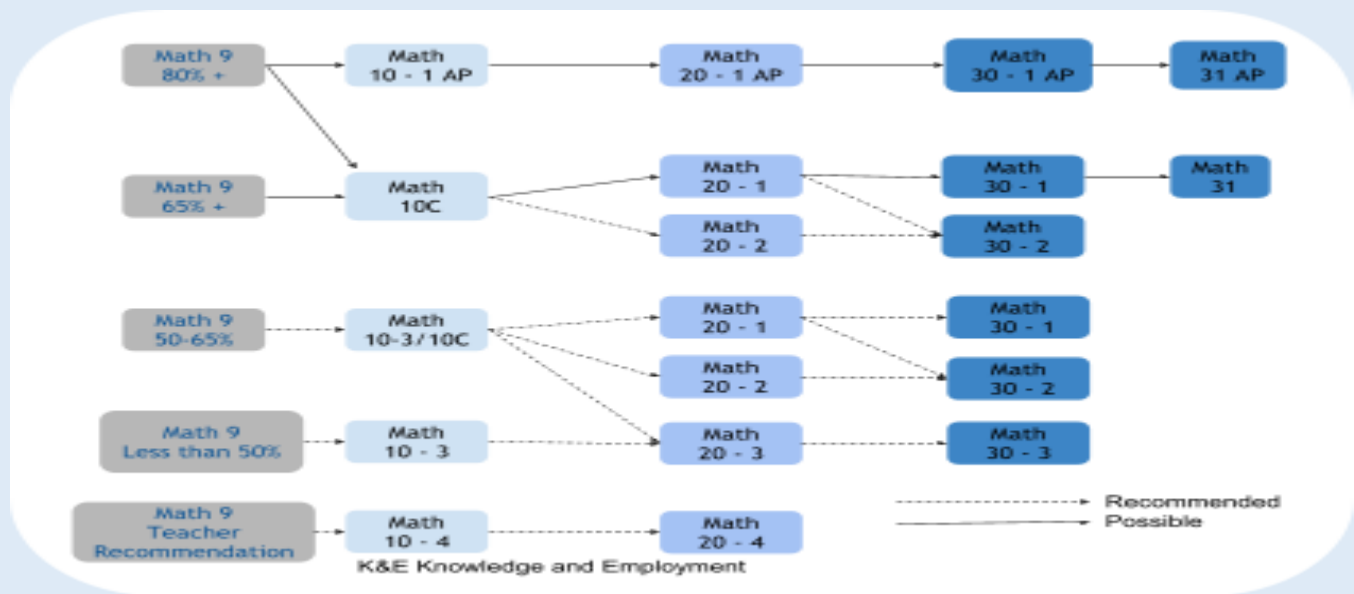 Math 9
80% +
Math
10 - 1 AP
Math
20 - 1 AP
Math
30 - 1 AP
Math
31 AP
Math 9
65% +
Math
10C
Math
20 - 1
Math
30 - 1
Math
31
Math
20 - 2
Math
30 - 2
Math 9
50-65%
Math
10-3/10C
Math
20 - 1
Math
30 - 1
Math
20 - 2
Math
30 - 2
Math 9
Less than 50%
Math
10 - 3
Math
20 - 3
Math
30 - 3
Math 9
Teacher
Recommendation
Math
10 - 4
Math
20 - 4
Recommended
Possible
K&E Knowledge and Employment